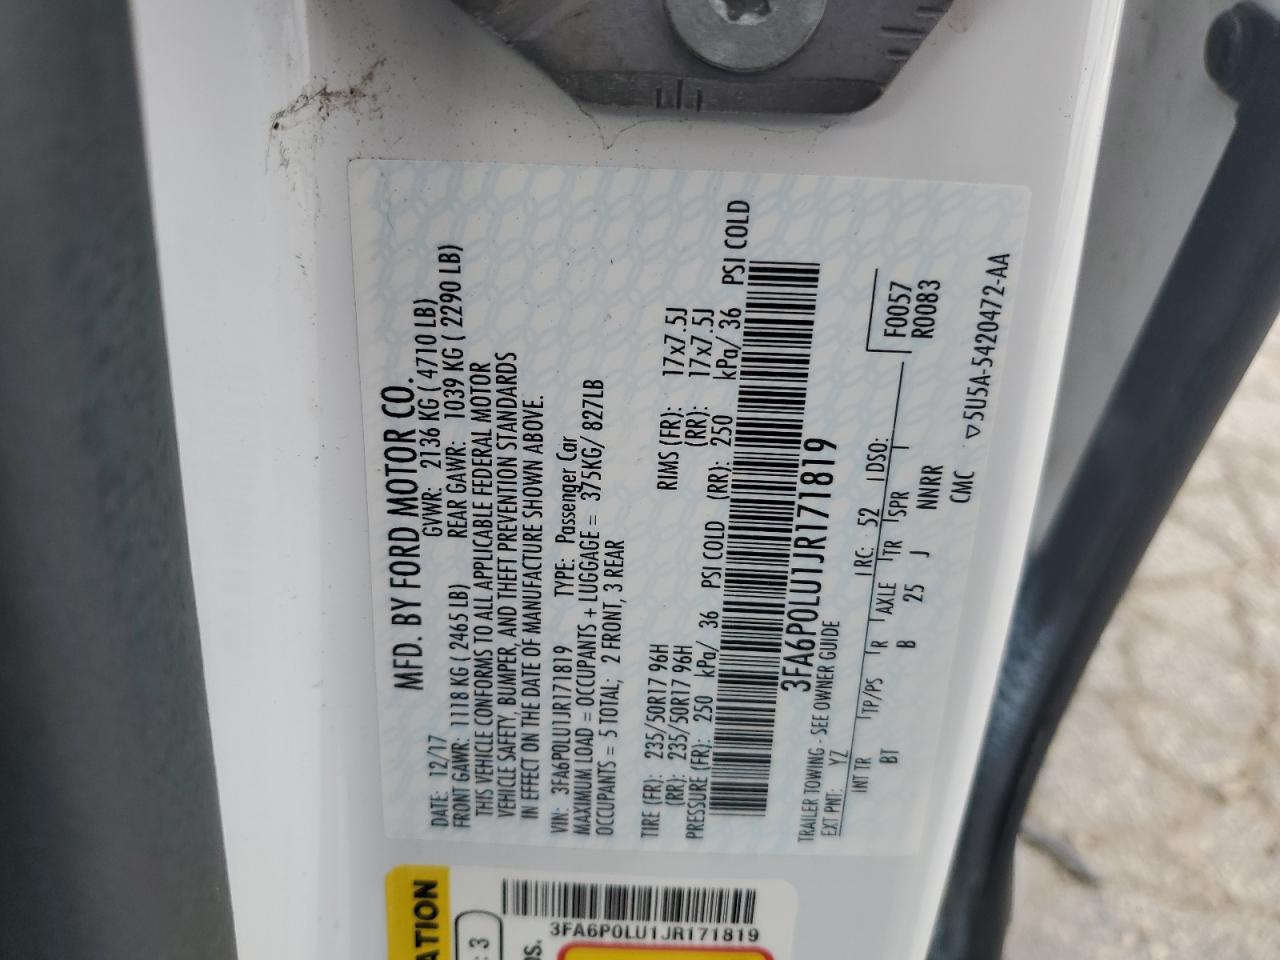 MFD. BY FORD MOTOR CO.
DATE: 12/17 GVWR: 2136 KG ( 4710 LB)
FRONT GAWR: 1118 KG ( 2465 LB) REAR GAWR: 1039 KG ( 2290 LB)
THIS VEHICLE CONFORMS TO ALL APPLICABLE FEDERAL MOTOR
VEHICLE SAFETY, BUMPER, AND THEFT PREVENTION STANDARDS
IN EFFECT ON THE DATE OF MANUFACTURE SHOWN ABOVE.
VIN: 3FA6P0LU1JR171819 TYPE: Passenger Car
MAXIMUM LOAD = OCCUPANTS + LUGGAGE = 375KG/ 827LB
OCCUPANTS = 5 TOTAL; 2 FRONT, 3 REAR
TIRE (FR): 235/50R17 96H RIMS (FR): 17x7.5J
(RR): 235/50R17 96H (RR): 17x7.5J
PRESSURE (FR): 250 kPa/ 36 PSI COLD (RR): 250 kPa/ 36 PSI COLD
3FA6P0LU1JR171819
TRAILER TOWING - SEE OWNER GUIDE
EXT PNT: YZ RC: 52 DSO:
INT TR TP/PS R AXLE TR SPR F0057
BT B 25 J NNRR R0083
CMC ▽5U5A-5420472-AA
ATION
: 3
3FA6P0LU1JR171819